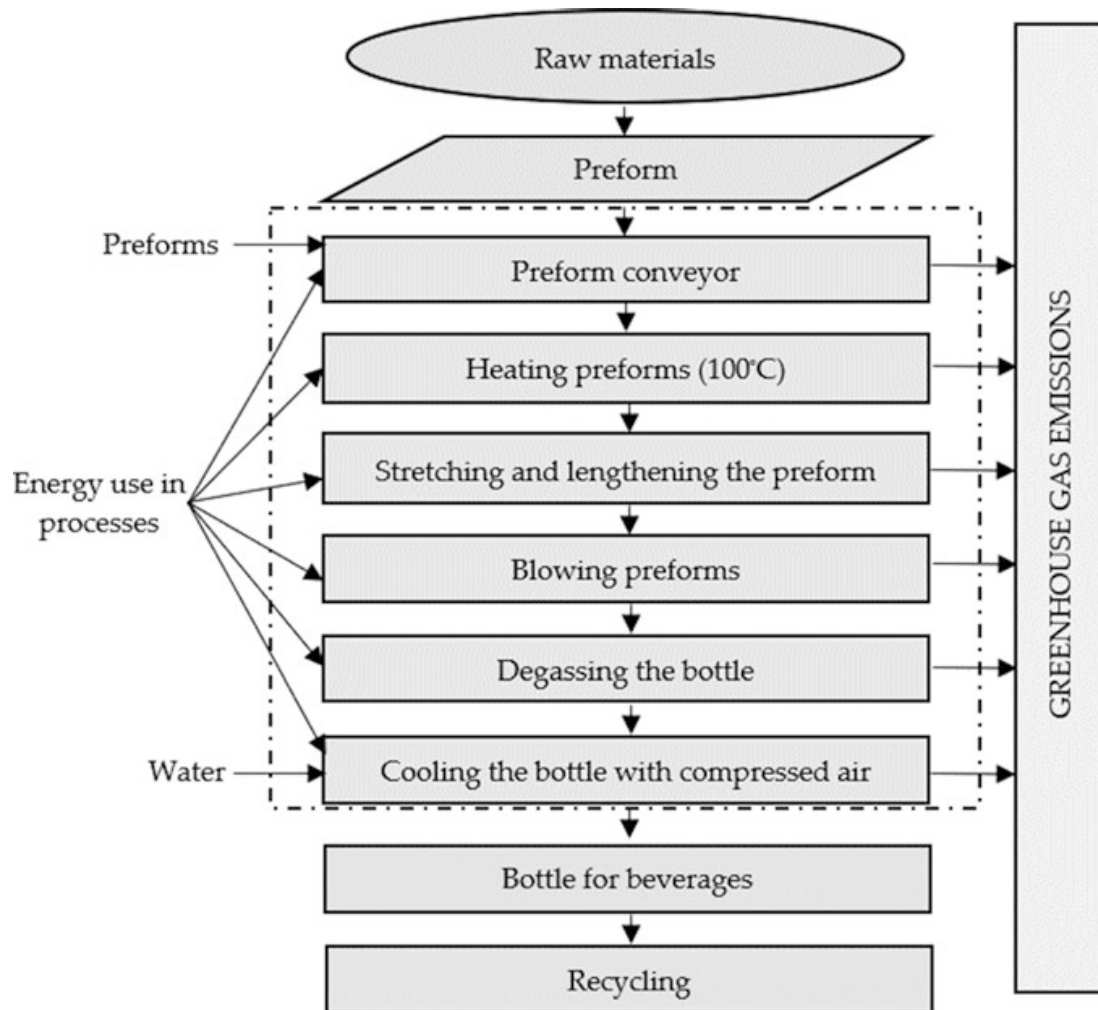 Raw materials
Preform
Preforms
Preform conveyor
Heating preforms (100°C)
Stretching and lengthening the preform
Energy use in
processes
Blowing preforms
Degassing the bottle
Water
Cooling the bottle with compressed air
Bottle for beverages
Recycling
GREENHOUSE GAS EMISSIONS